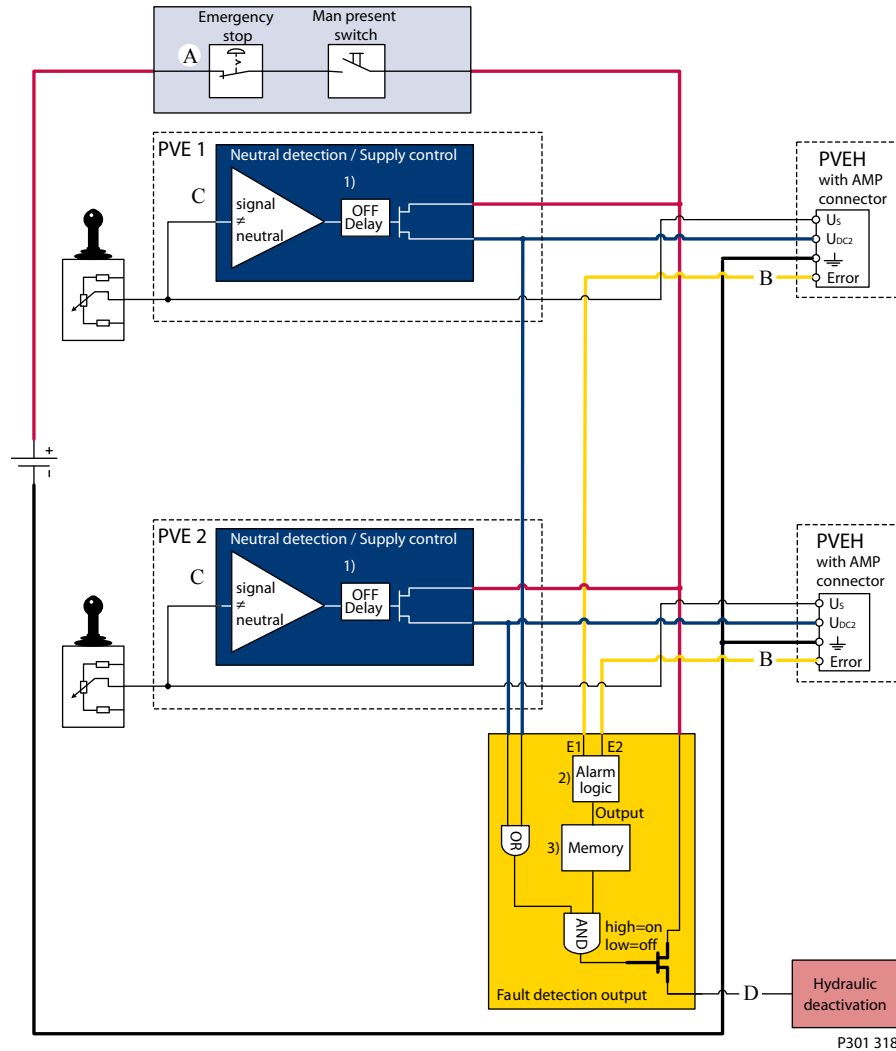 Emergency
stop
Man present
switch
A
PVE 1
Neutral detection / Supply control
1)
C
signal
≠
neutral
OFF
Delay
PVEH
with AMP
connector
US
UDC2
Error
B
+
-
PVE 2
Neutral detection / Supply control
1)
C
signal
≠
neutral
OFF
Delay
PVEH
with AMP
connector
US
UDC2
Error
B
E1 E2
2)
Alarm
logic
Output
3)
Memory
OR
AND
high=on
low=off
Fault detection output
D
Hydraulic
deactivation
P301 318